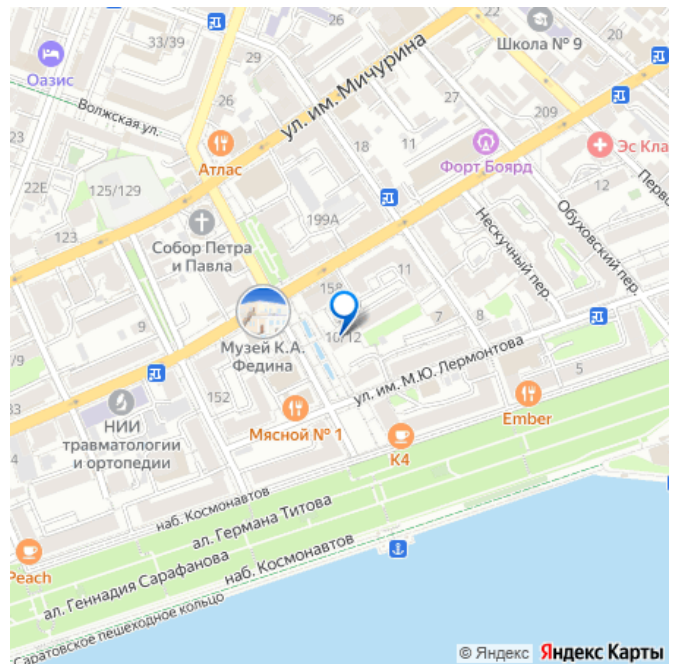 26
22
Школа № 9
33/39
29
Оазис
26
Волжская ул.
ул. им. Мичурина
27
209
23
Атлас
18
11
Форт Боярд
Эс Кла
22Е
125/129
12
Перво
199А
123
Собор Петра
и Павла
Нескучный пер.
Обуховский пер.
11
158
9
10/12
7
8
Музей К.А.
Федина
/9
ул. им. М.Ю. Лермонтова
5
152
33
НИИ
травматологии
и ортопедии
Мясной № 1
Ember
4
К4
наб. Космонавтов
ал. Германа Титова
Peach
ал. Геннадия Сарафанова
наб. Космонавтов
Саратовское пешеходное кольцо
© Яндекс Яндекс Карты